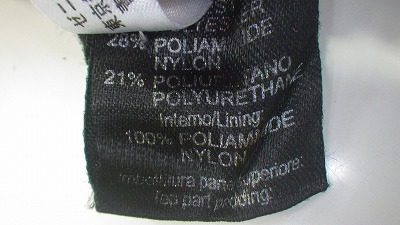 28% POLIAMMIDE
NYLON
21% POLIURETANO
POLYURETHANE
Interno/Lining:
100% POLIAMMIDE
NYLON
Imbottitura parte superiore:
Top part padding: